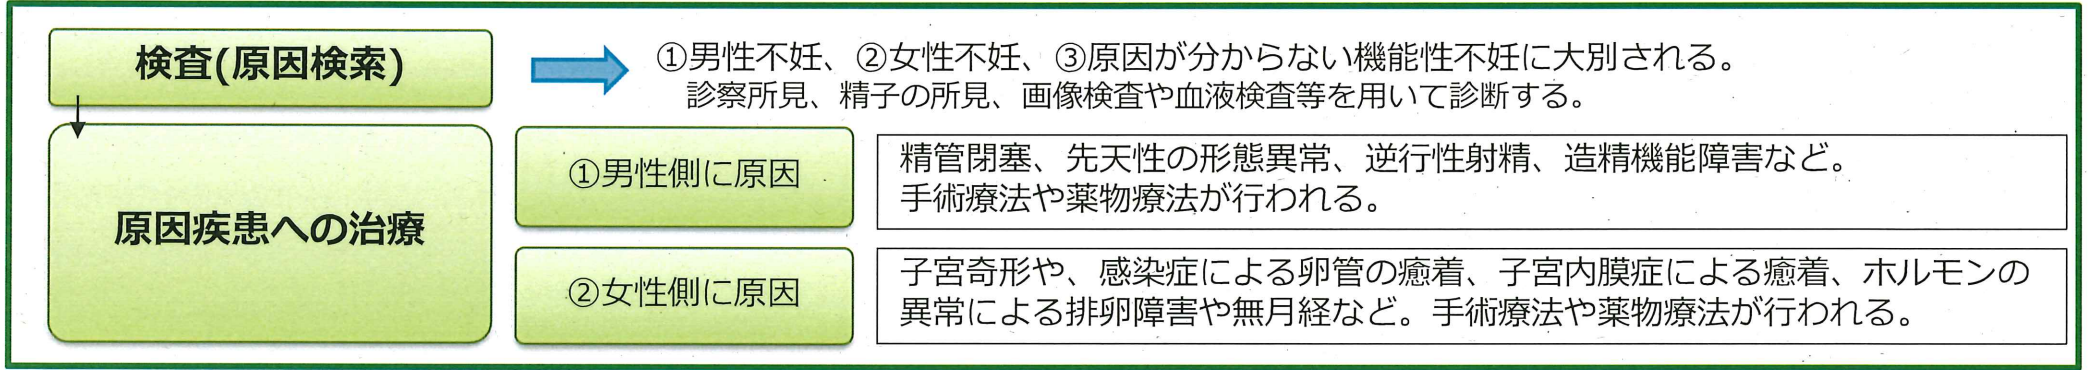 検査(原因検索)
①男性不妊、②女性不妊、③原因が分からない機能性不妊に大別される。
診察所見、精子の所見、画像検査や血液検査等を用いて診断する。
原因疾患への治療
①男性側に原因
精管閉塞、先天性の形態異常、逆行性射精、造精機能障害など。
手術療法や薬物療法が行われる。
②女性側に原因
子宮奇形や、感染症による卵管の癒着、子宮内膜症による癒着、ホルモンの
異常による排卵障害や無月経など。手術療法や薬物療法が行われる。